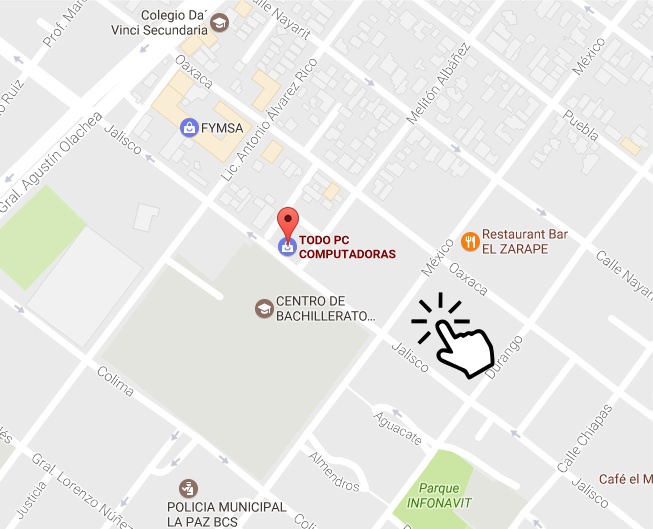 Colegio Da´
Vinci Secundaria
Calle Nayarit
Prof. Mar
Oaxaca
México
Melitón Albáñez
Lic. Antonio Álvarez Rico
o Ruiz
Puebla
FYMSA
Jalisco
Gral. Agustín Olachea
TODO PC
COMPUTADORAS
Restaurant Bar
EL ZARAPE
México
Oaxaca
Calle Nayar
CENTRO DE
BACHILLERATO...
Jalisco
Durango
Colima
Aguacate
Calle Chiapas
és
Gral. Lorenzo Núñez
Almendros
Café el M
Justicia
Parque
INFONAVIT
Jalisco
POLICIA MUNICIPAL
LA PAZ BCS
Colima